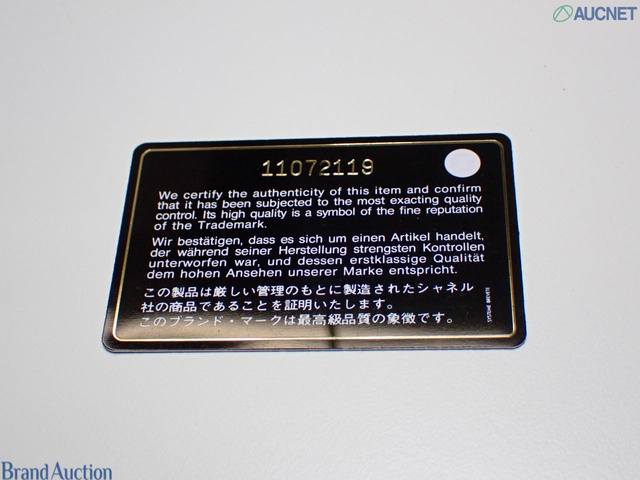 AUCNET
11072119
We certify the authenticity of this item and confirm
that it has been subjected to the most exacting quality
control. Its high quality is a symbol of the fine reputation
of the Trademark.
Wir bestätigen, dass es sich um einen Artikel handelt,
der während seiner Herstellung strengsten Kontrollen
unterworfen war, und dessen erstklassige Qualität
dem hohen Ansehen unserer Marke entspricht.
この製品は厳しい管理のもとに製造されたシャネル
社の商品であることを証明いたします。
このブランド・マークは最高級品質の象徴です。
Brand Auction